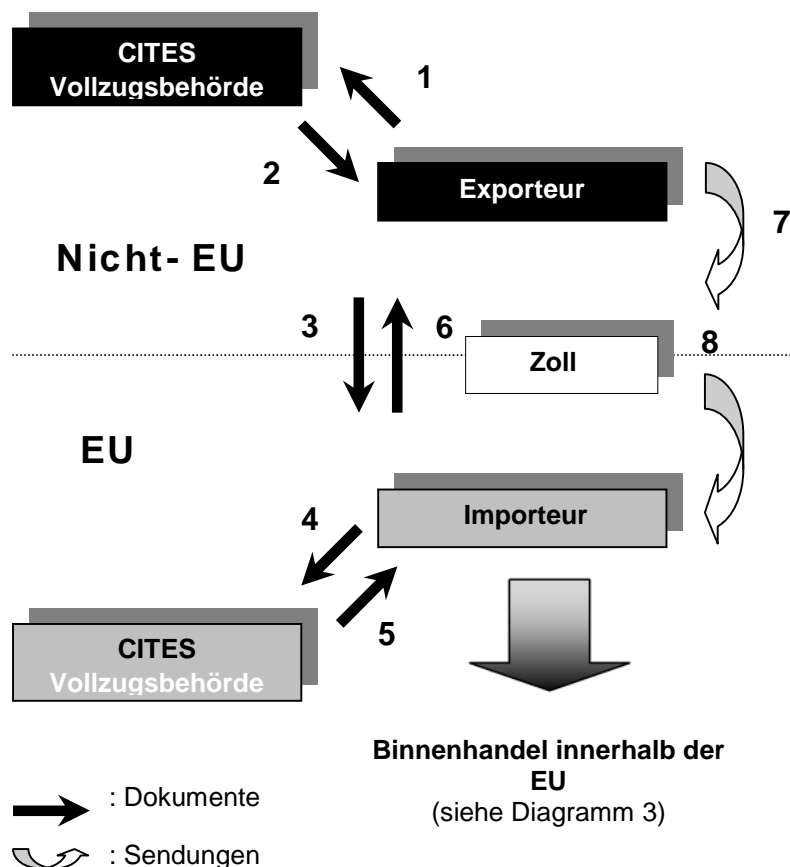 CITES
Vollzugsbehörde
1
2
Exporteur
7
Nicht- EU
3
6
8
Zoll
EU
Importeur
4
5
CITES
Vollzugsbehörde
Binnenhandel innerhalb der
EU
(siehe Diagramm 3)
: Dokumente
: Sendungen